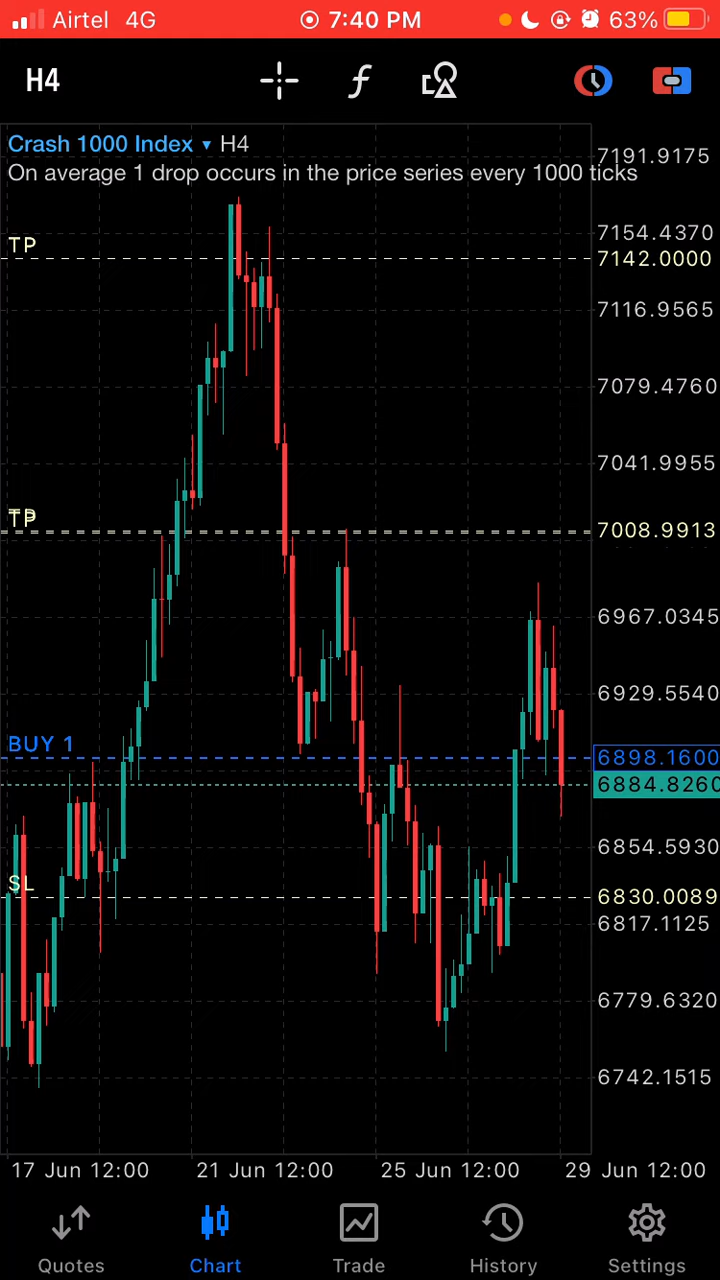 Airtel 4G 7:40 PM 63%
H4
Crash 1000 Index ▾ H4
On average 1 drop occurs in the price series every 1000 ticks
7191.9175
7154.4370
TP 7142.0000
7116.9565
7079.4760
7041.9955
TP 7008.9913
6967.0345
6929.5540
BUY 1 6898.1600
6884.8260
6854.5930
SL 6830.0089
6817.1125
6779.6320
6742.1515
17 Jun 12:00 21 Jun 12:00 25 Jun 12:00 29 Jun 12:00
Quotes Chart Trade History Settings